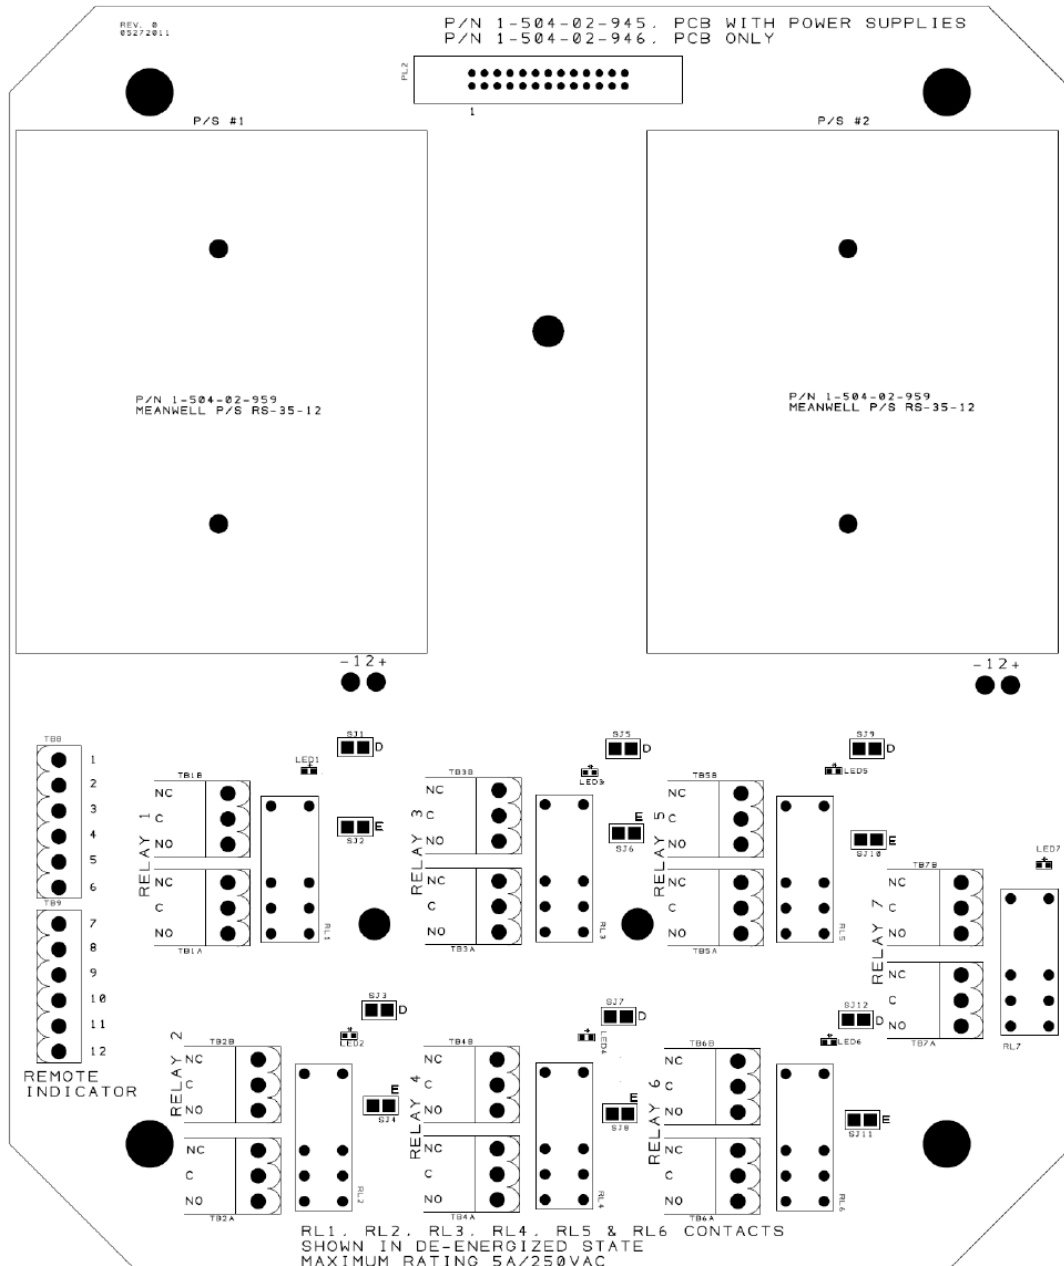 REV. 0
05272011
P/N 1-504-02-945, PCB WITH POWER SUPPLIES
P/N 1-504-02-946, PCB ONLY
PL2
1
P/S #1
P/S #2
P/N 1-504-02-959
MEANWELL P/S RS-35-12
P/N 1-504-02-959
MEANWELL P/S RS-35-12
-12+
-12+
TB8
1
2
3
4
5
6
TB9
7
8
9
10
11
12
REMOTE
INDICATOR
SJ1
D
LED1
TB1B
NC
C
NO
SJ2
E
RELAY 1
NC
C
NO
TB1A
RL1
SJ5
D
LED3
TB3B
NC
C
NO
E
SJ6
RELAY 3
NC
C
NO
TB3A
RL3
SJ9
D
LED5
TB5B
NC
C
NO
E
SJ10
RELAY 5
NC
C
NO
TB5A
RL5
LED7
TB7B
NC
C
NO
RELAY 7
NC
C
NO
TB7A
RL7
SJ3
D
LED2
TB2B
NC
C
NO
E
SJ4
RELAY 2
NC
C
NO
TB2A
RL2
SJ7
D
LED4
TB4B
NC
C
NO
E
SJ8
RELAY 4
NC
C
NO
TB4A
RL4
SJ12
D
LED6
TB6B
NC
C
NO
E
SJ11
RELAY 6
NC
C
NO
TB6A
RL6
RL1, RL2, RL3, RL4, RL5 & RL6 CONTACTS
SHOWN IN DE-ENERGIZED STATE
MAXIMUM RATING 5A/250VAC